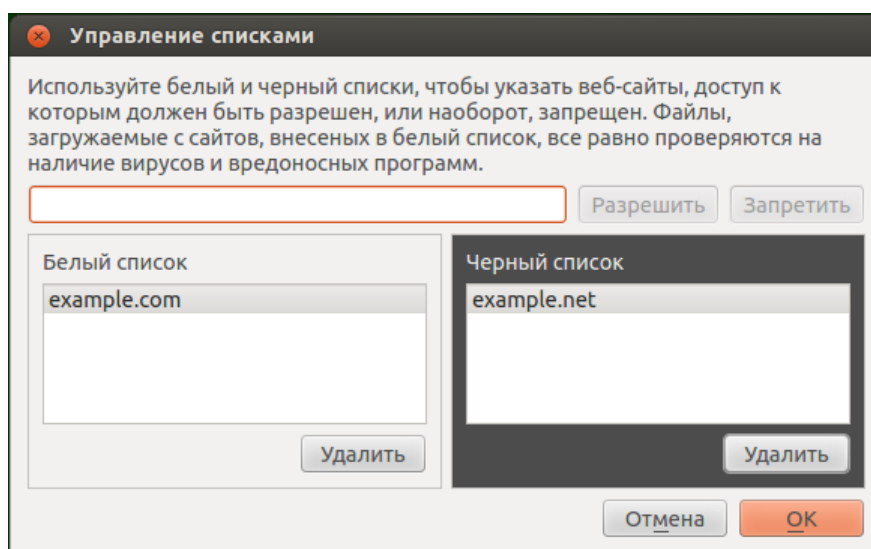 Управление списками
Используйте белый и черный списки, чтобы указать веб-сайты, доступ к
которым должен быть разрешен, или наоборот, запрещен. Файлы,
загружаемые с сайтов, внесеных в белый список, все равно проверяются на
наличие вирусов и вредоносных программ.
Разрешить Запретить
Белый список
example.com
Удалить
Черный список
example.net
Удалить
Отмена OK